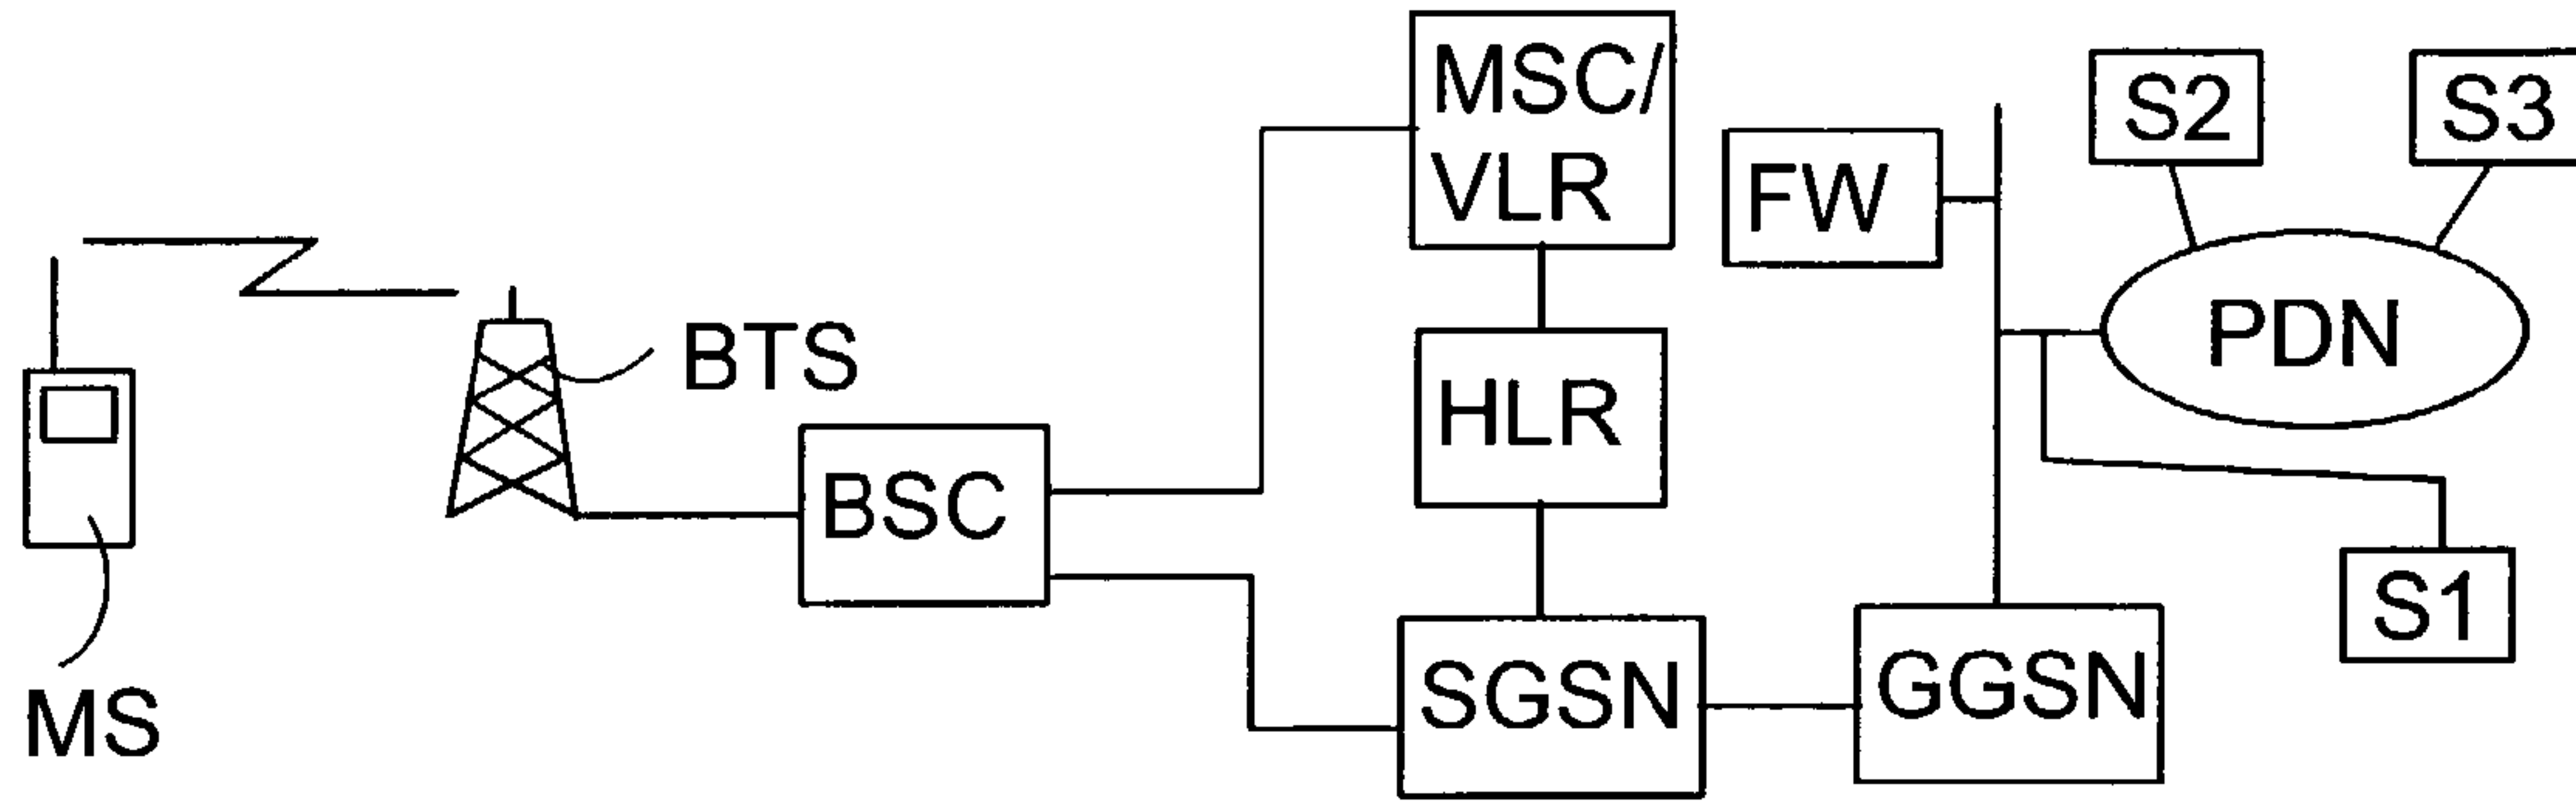 MSC/
VLR
S2
S3
FW
BTS
PDN
HLR
BSC
S1
SGSN
GGSN
MS